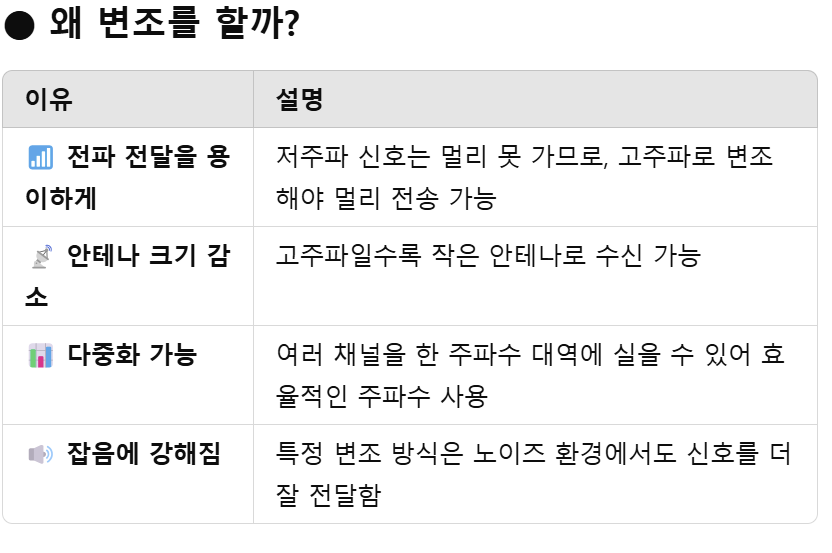 ● 왜 변조를 할까?
이유 설명
전파 전달을 용 저주파 신호는 멀리 못 가므로, 고주파로 변조
이하게 해야 멀리 전송 가능
안테나 크기 감 고주파일수록 작은 안테나로 수신 가능
소
다중화 가능 여러 채널을 한 주파수 대역에 실을 수 있어 효
율적인 주파수 사용
잡음에 강해짐 특정 변조 방식은 노이즈 환경에서도 신호를 더
잘 전달함